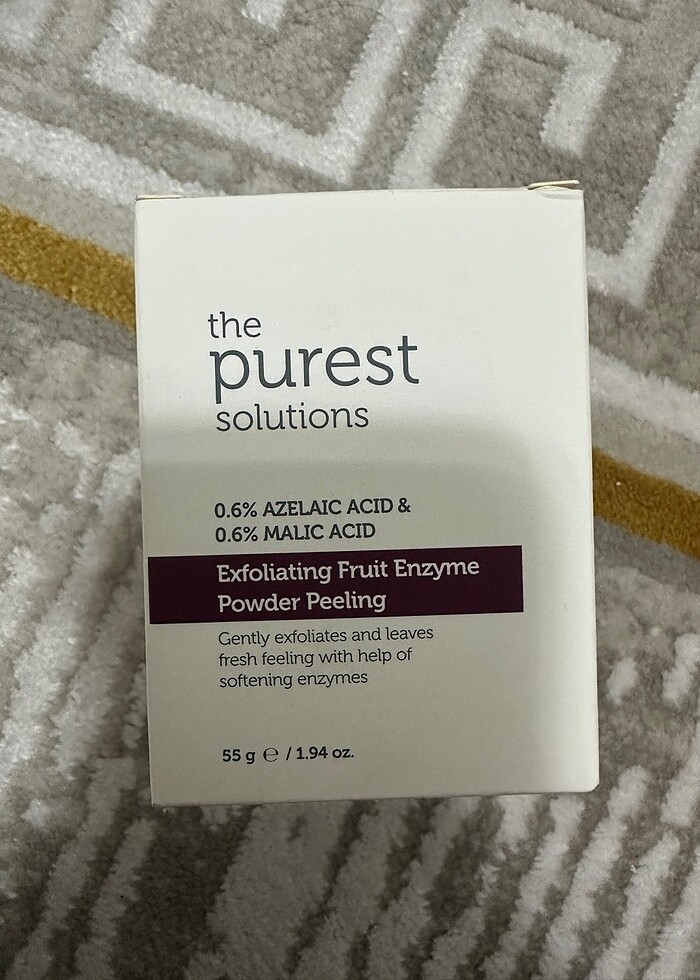 the
purest
solutions
0.6% AZELAIC ACID &
0.6% MALIC ACID
Exfoliating Fruit Enzyme
Powder Peeling
Gently exfoliates and leaves
fresh feeling with help of
softening enzymes
55 g ℮ / 1.94 oz.